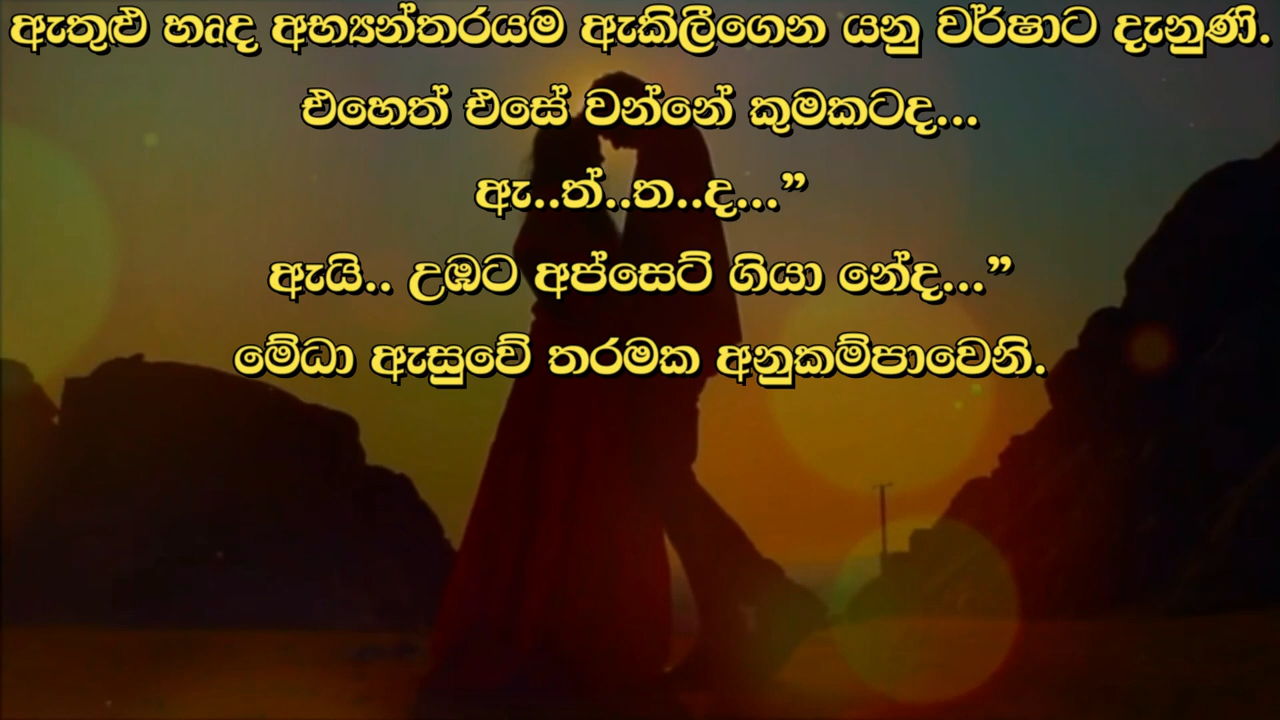 ඇතුළු හෘද අභ්‍යන්තරයම ඇකිලීගෙන යනු වර්ෂාට දැනුණි.
එහෙත් එසේ වන්නේ කුමකටද...
ඇ..ත්..ත..ද...”
ඇයි.. උඹට අප්සෙට් ගියා නේද...”
මේධා ඇසුවේ තරමක අනුකම්පාවෙනි.